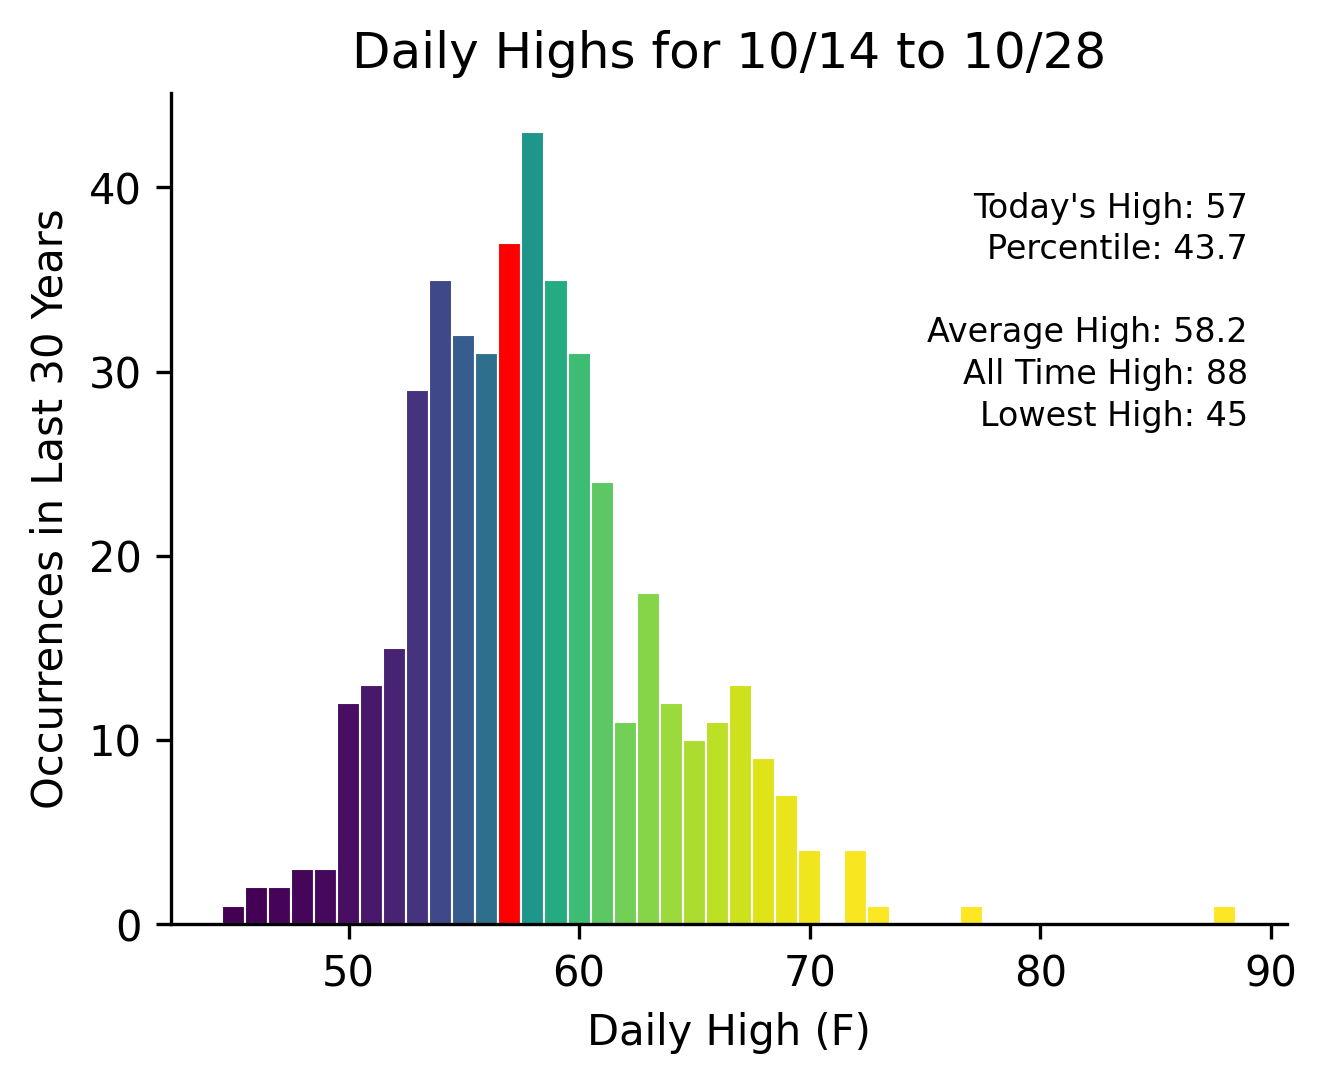 Daily Highs for 10/14 to 10/28
Occurrences in Last 30 Years
40
30
20
10
0
Today's High: 57
Percentile: 43.7
Average High: 58.2
All Time High: 88
Lowest High: 45
50 60 70 80 90
Daily High (F)